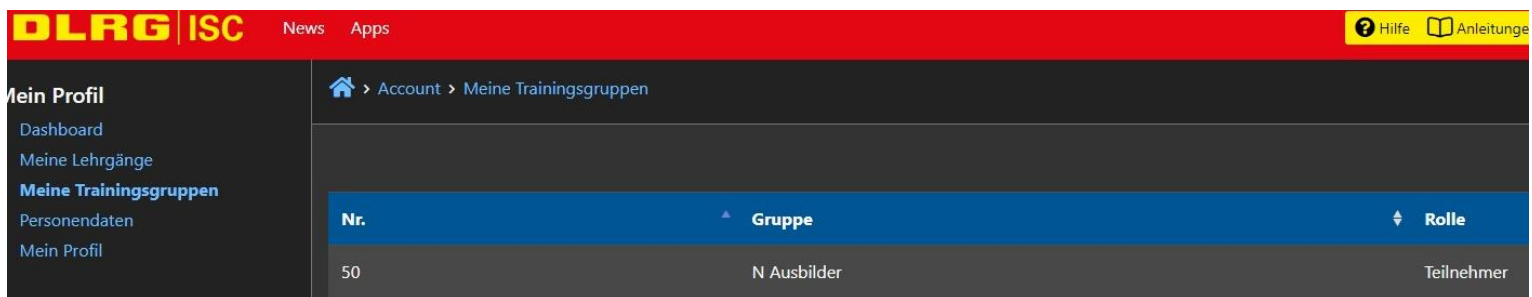 DLRG ISC News Apps Hilfe Anleitunge
Mein Profil
Dashboard
Meine Lehrgänge
Meine Trainingsgruppen
Personendaten
Mein Profil
Account > Meine Trainingsgruppen
Nr. Gruppe Rolle
50 N Ausbilder Teilnehmer